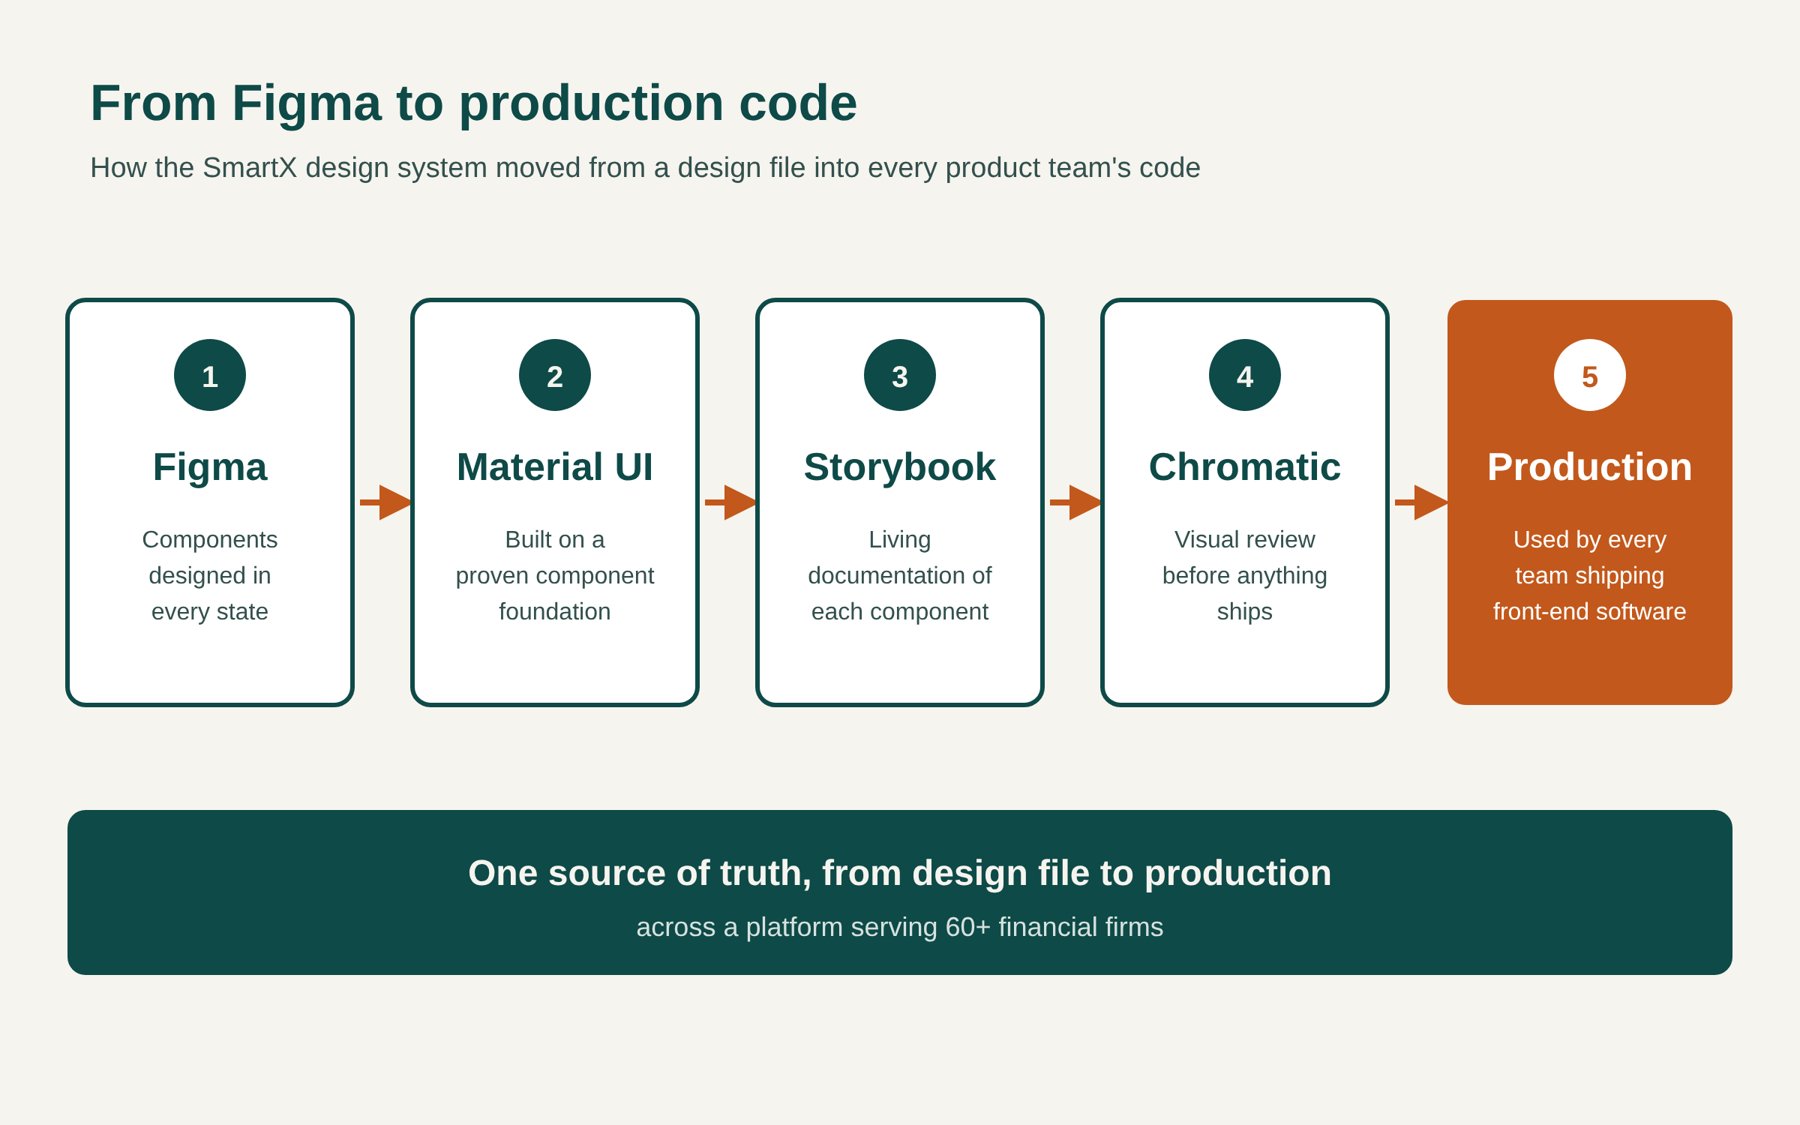 From Figma to production code
How the SmartX design system moved from a design file into every product team's code
1
Figma
Components
designed in
every state
2
Material UI
Built on a
proven component
foundation
3
Storybook
Living
documentation of
each component
4
Chromatic
Visual review
before anything
ships
5
Production
Used by every
team shipping
front-end software
One source of truth, from design file to production
across a platform serving 60+ financial firms